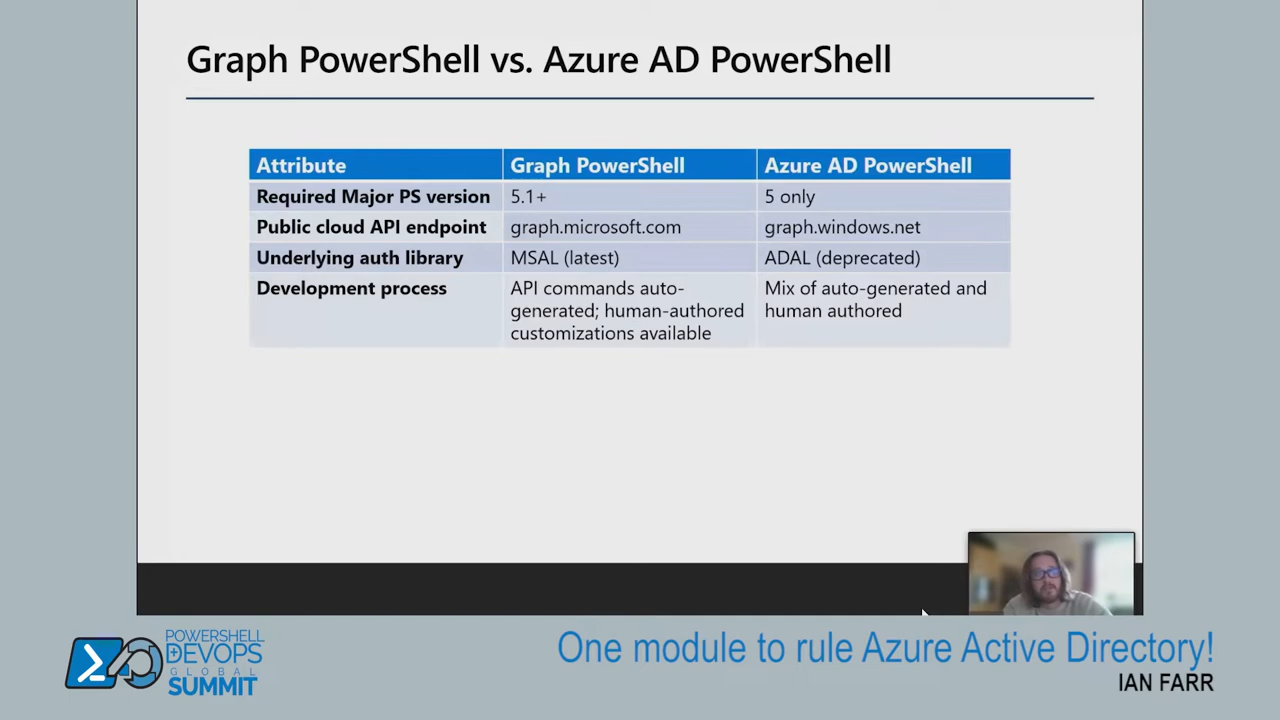 Graph PowerShell vs. Azure AD PowerShell
Attribute Graph PowerShell Azure AD PowerShell
Required Major PS version 5.1+ 5 only
Public cloud API endpoint graph.microsoft.com graph.windows.net
Underlying auth library MSAL (latest) ADAL (deprecated)
Development process API commands auto- Mix of auto-generated and
generated; human-authored human authored
customizations available
POWERSHELL
DEVOPS
GLOBAL
SUMMIT
One module to rule Azure Active Directory!
IAN FARR